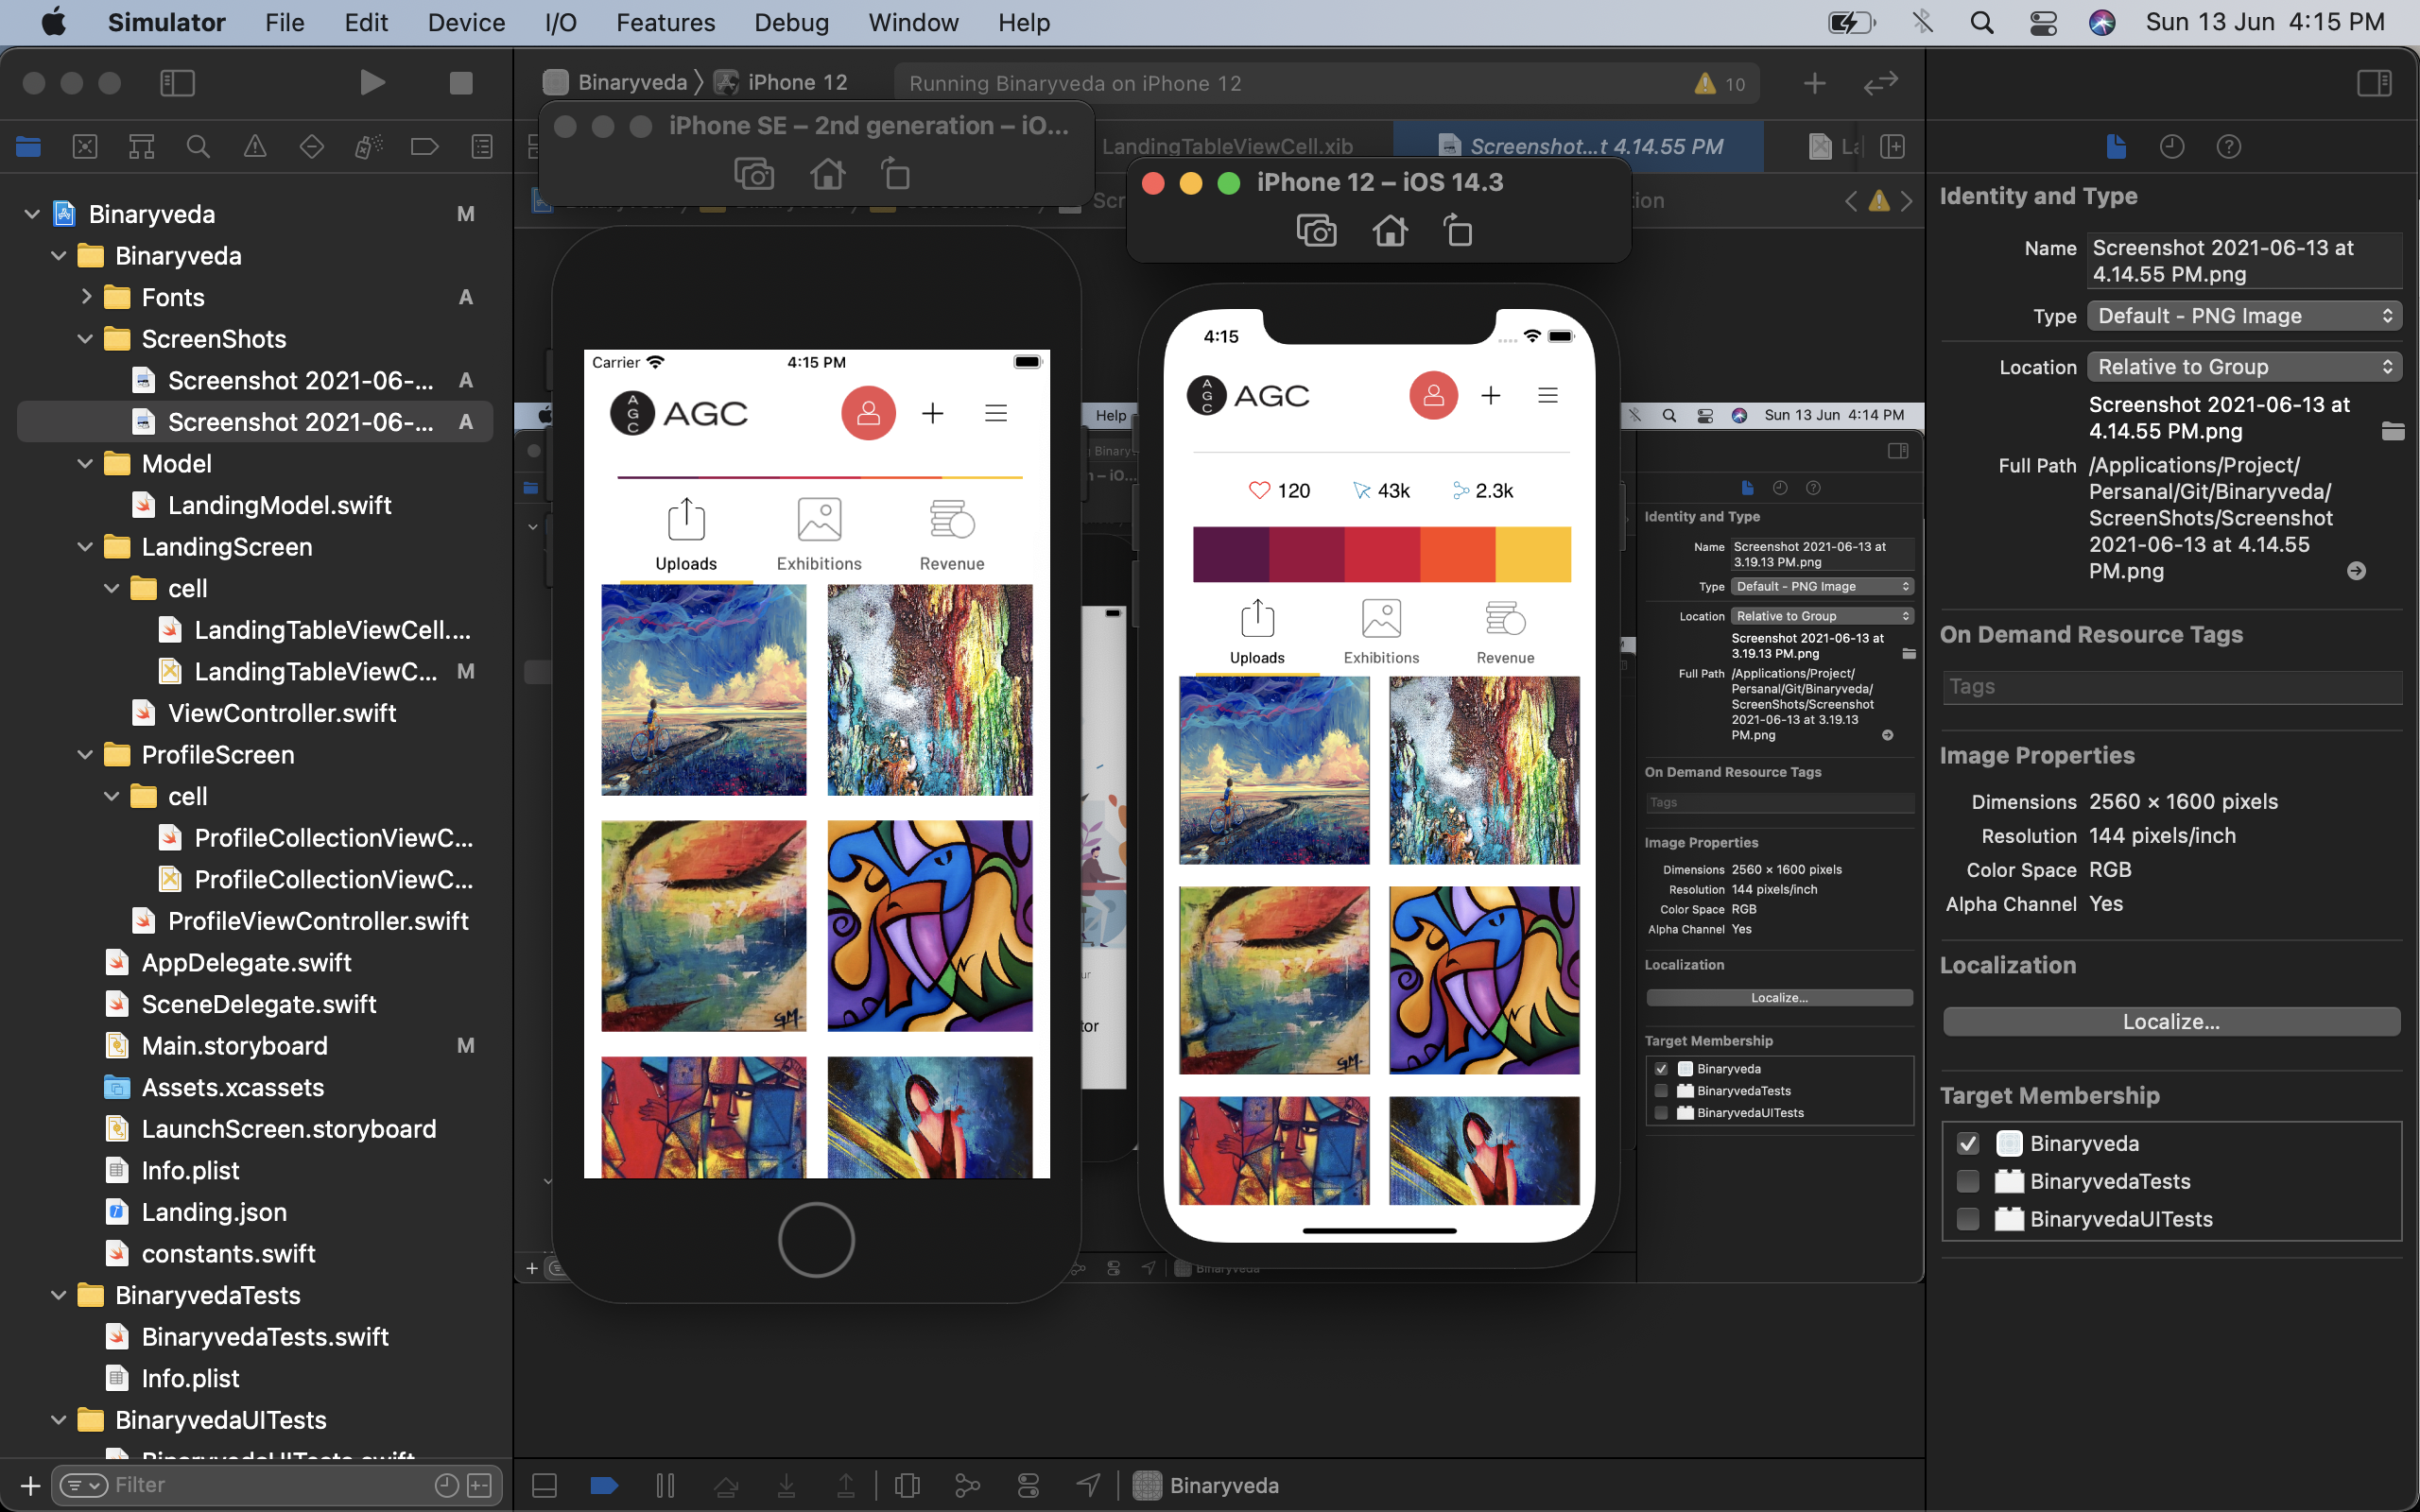 Simulator File Edit Device I/O Features Debug Window Help
Sun 13 Jun 4:15 PM
Binaryveda iPhone 12
Running Binaryveda on iPhone 12
10
iPhone SE – 2nd generation – iO...
LandingTableViewCell.xib
Screenshot...t 4.14.55 PM
iPhone 12 – iOS 14.3
Binaryveda M
Binaryveda
Fonts A
ScreenShots
Screenshot 2021-06-... A
Screenshot 2021-06-... A
Model
LandingModel.swift
LandingScreen
cell
LandingTableViewCell....
LandingTableViewC... M
ViewController.swift
ProfileScreen
cell
ProfileCollectionViewC...
ProfileCollectionViewC...
ProfileViewController.swift
AppDelegate.swift
SceneDelegate.swift
Main.storyboard M
Assets.xcassets
LaunchScreen.storyboard
Info.plist
Landing.json
constants.swift
BinaryvedaTests
BinaryvedaTests.swift
Info.plist
BinaryvedaUITests
BinaryvedaUITests.swift
Filter
Carrier 4:15 PM
AGC AGC
Uploads Exhibitions Revenue
GM.
4:15
AGC AGC
120 43k 2.3k
Uploads Exhibitions Revenue
GM.
Help
Sun 13 Jun 4:14 PM
Identity and Type
Name Screenshot 2021-06-13 at
3.19.13 PM.png
Type Default - PNG Image
Location Relative to Group
Screenshot 2021-06-13 at
3.19.13 PM.png
Full Path /Applications/Project/
Persanal/Git/Binaryveda/
ScreenShots/Screenshot
2021-06-13 at 3.19.13
PM.png
On Demand Resource Tags
Tags
Image Properties
Dimensions 2560 × 1600 pixels
Resolution 144 pixels/inch
Color Space RGB
Alpha Channel Yes
Localization
Localize...
Target Membership
Binaryveda
BinaryvedaTests
BinaryvedaUITests
Binaryveda
Identity and Type
Name Screenshot 2021-06-13 at
4.14.55 PM.png
Type Default - PNG Image
Location Relative to Group
Screenshot 2021-06-13 at
4.14.55 PM.png
Full Path /Applications/Project/
Persanal/Git/Binaryveda/
ScreenShots/Screenshot
2021-06-13 at 4.14.55
PM.png
On Demand Resource Tags
Tags
Image Properties
Dimensions 2560 × 1600 pixels
Resolution 144 pixels/inch
Color Space RGB
Alpha Channel Yes
Localization
Localize...
Target Membership
Binaryveda
BinaryvedaTests
BinaryvedaUITests
Binaryveda